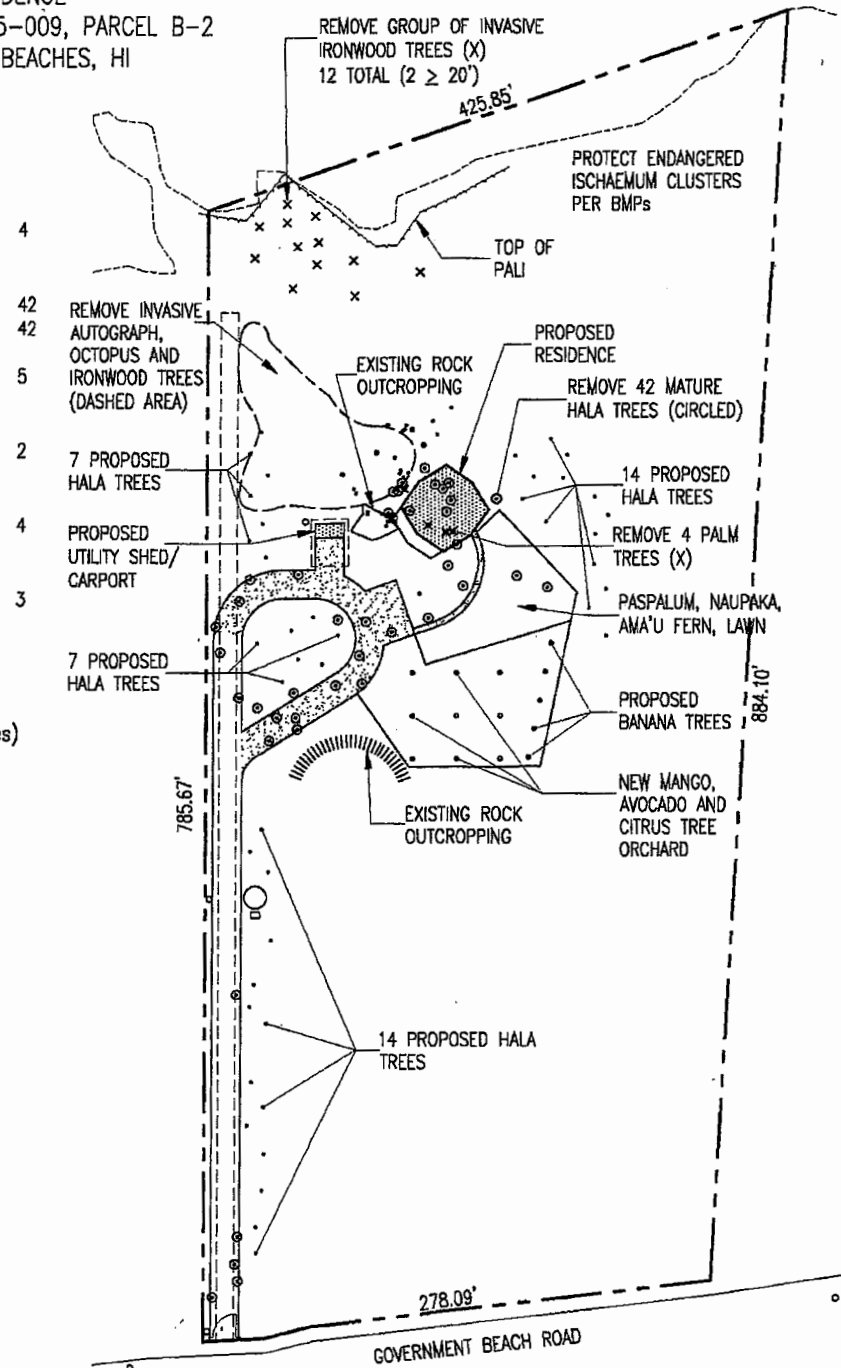 DENCE
5-009, PARCEL B-2
BEACHES, HI
REMOVE GROUP OF INVASIVE
IRONWOOD TREES (X)
12 TOTAL (2 ≥ 20')
425.85'
PROTECT ENDANGERED
ISCHAEMUM CLUSTERS
PER BMPs
4
TOP OF
PALI
42
42
5
2
4
3
REMOVE INVASIVE
AUTOGRAPH,
OCTOPUS AND
IRONWOOD TREES
(DASHED AREA)
EXISTING ROCK
OUTCROPPING
PROPOSED
RESIDENCE
REMOVE 42 MATURE
HALA TREES (CIRCLED)
7 PROPOSED
HALA TREES
14 PROPOSED
HALA TREES
PROPOSED
UTILITY SHED/
CARPORT
REMOVE 4 PALM
TREES (X)
PASPALUM, NAUPAKA,
AMA'U FERN, LAWN
7 PROPOSED
HALA TREES
PROPOSED
BANANA TREES
884.10'
es)
785.67'
EXISTING ROCK
OUTCROPPING
NEW MANGO,
AVOCADO AND
CITRUS TREE
ORCHARD
14 PROPOSED HALA
TREES
278.09'
GOVERNMENT BEACH ROAD